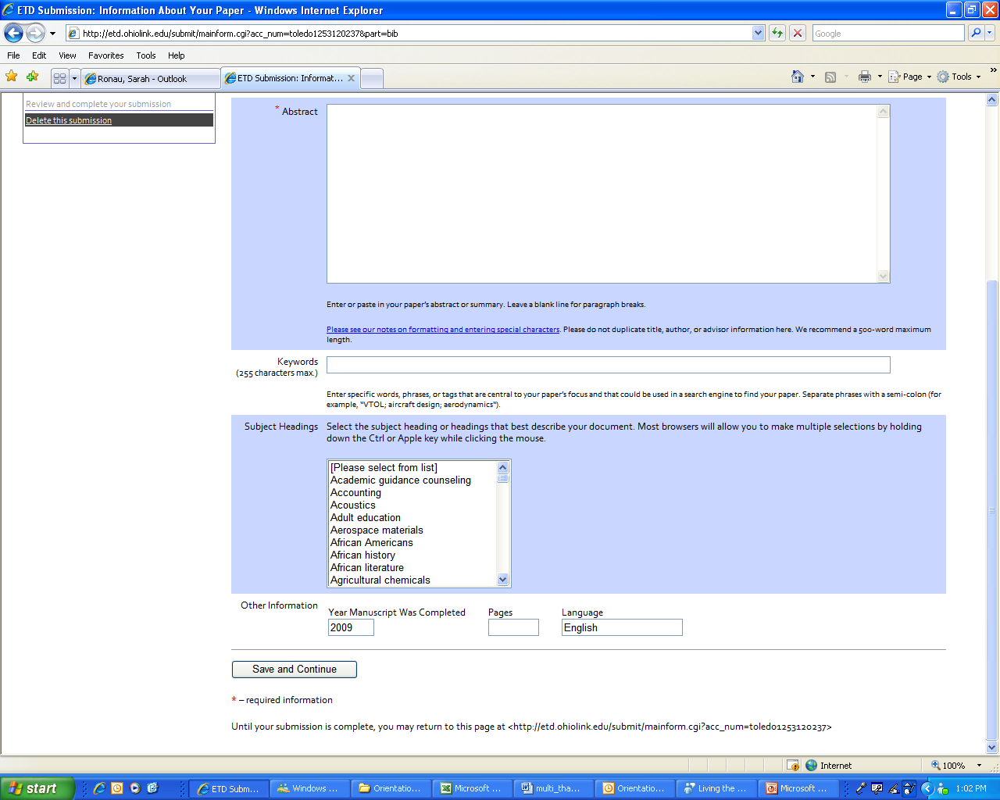 ETD Submission: Information About Your Paper - Windows Internet Explorer
http://etd.ohiolink.edu/submit/mainform.cgi?acc_num=toledo1253120237&part=bib
Google
File Edit View Favorites Tools Help
Ronau, Sarah - Outlook
ETD Submission: Informat...
Page
Tools
Review and complete your submission
Delete this submission
* Abstract
Enter or paste in your paper's abstract or summary. Leave a blank line for paragraph breaks.
Please see our notes on formatting and entering special characters. Please do not duplicate title, author, or advisor information here. We recommend a 500-word maximum
length.
Keywords
(255 characters max.)
Enter specific words, phrases, or tags that are central to your paper's focus and that could be used in a search engine to find your paper. Separate phrases with a semi-colon (for
example, "VTOL; aircraft design; aerodynamics").
Subject Headings
Select the subject heading or headings that best describe your document. Most browsers will allow you to make multiple selections by holding
down the Ctrl or Apple key while clicking the mouse.
[Please select from list]
Academic guidance counseling
Accounting
Acoustics
Adult education
Aerospace materials
African Americans
African history
African literature
Agricultural chemicals
Other Information
Year Manuscript Was Completed Pages Language
2009 English
Save and Continue
* – required information
Until your submission is complete, you may return to this page at <http://etd.ohiolink.edu/submit/mainform.cgi?acc_num=toledo1253120237>
Internet
100%
start
ETD Subm...
Windows ...
Orientatio...
Microsoft ...
multi_tha...
Orientatio...
Living the ...
Microsoft ...
1:02 PM